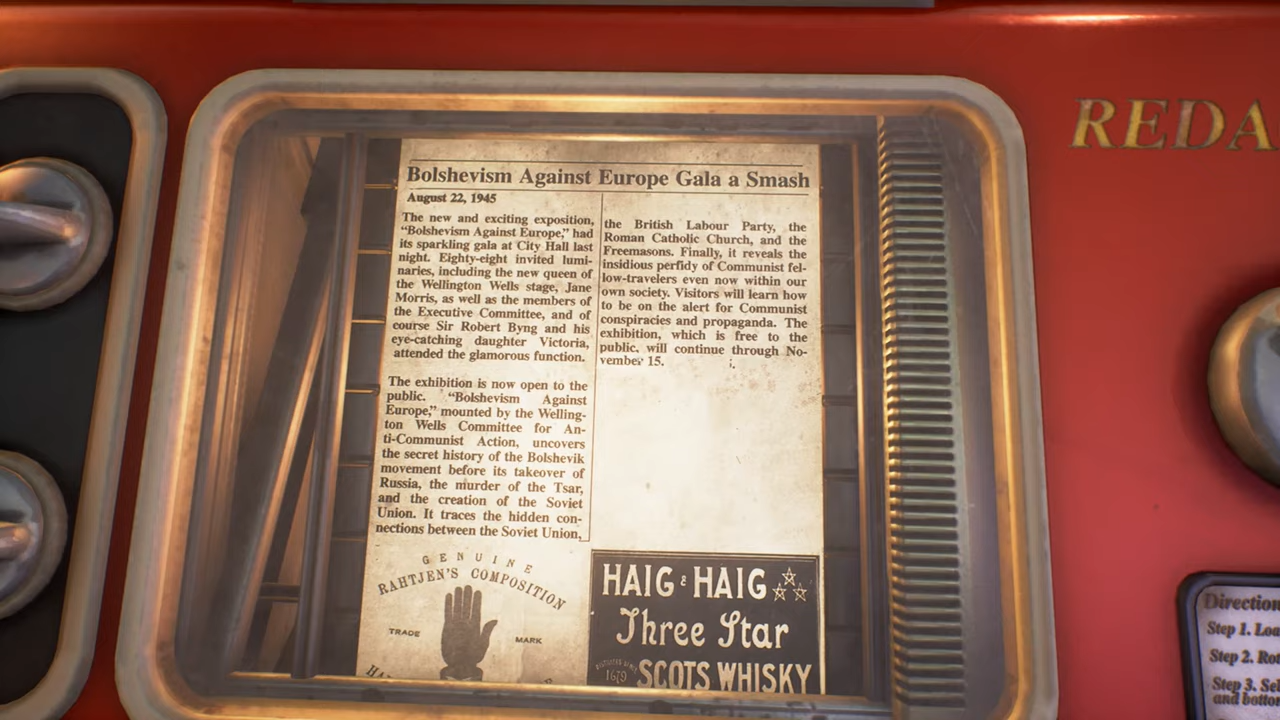 REDA
Bolshevism Against Europe Gala a Smash
August 22, 1945
The new and exciting exposition,
“Bolshevism Against Europe,” had
its sparkling gala at City Hall last
night. Eighty-eight invited lumi-
naries, including the new queen of
the Wellington Wells stage, Jane
Morris, as well as the members of
the Executive Committee, and of
course Sir Robert Byng and his
eye-catching daughter Victoria,
attended the glamorous function.
The exhibition is now open to the
public. “Bolshevism Against
Europe,” mounted by the Welling-
ton Wells Committee for An-
ti-Communist Action, uncovers
the secret history of the Bolshevik
movement before its takeover of
Russia, the murder of the Tsar,
and the creation of the Soviet
Union. It traces the hidden con-
nections between the Soviet Union,
the British Labour Party, the
Roman Catholic Church, and the
Freemasons. Finally, it reveals the
insidious perfidy of Communist fel-
low-travelers even now within our
own society. Visitors will learn how
to be on the alert for Communist
conspiracies and propaganda. The
exhibition, which is free to the
public, will continue through No-
vember 15.
GENUINE
RAHTJEN'S COMPOSITION
TRADE MARK
HAIG & HAIG
Three Star
1679 SCOTS WHISKY
Direction
Step 1. Loa
Step 2. Rot
Step 3. Sel
and bottom